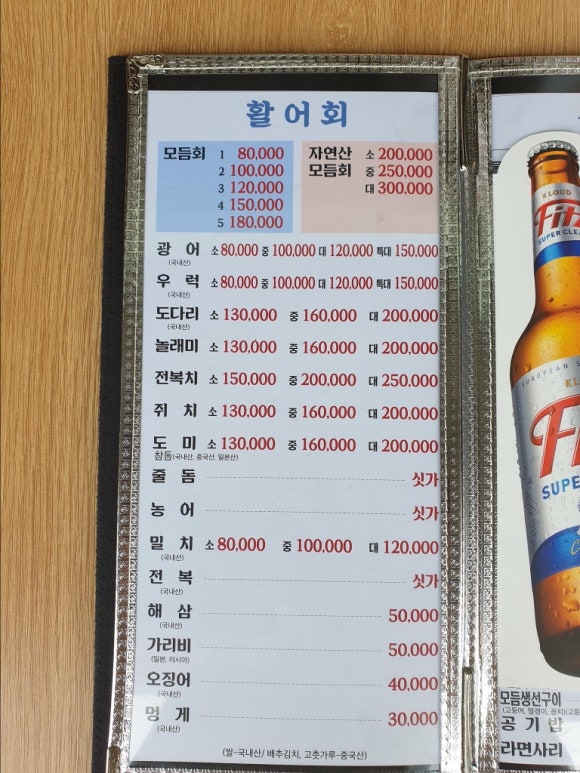 활어회
모듬회 1 80,000
2 100,000
3 120,000
4 150,000
5 180,000
자연산 소 200,000
모듬회 중 250,000
대 300,000
광어 소 80,000 중 100,000 대 120,000 특대 150,000
(국내산)
우럭 소 80,000 중 100,000 대 120,000 특대 150,000
(국내산)
도다리 소 130,000 중 160,000 대 200,000
(국내산)
놀래미 소 130,000 중 160,000 대 200,000
전복치 소 150,000 중 200,000 대 250,000
쥐치 소 130,000 중 160,000 대 200,000
도미 소 130,000 중 160,000 대 200,000
참돔(국내산, 중국산, 일본산)
줄돔 싯가
농어 싯가
밀치 소 80,000 중 100,000 대 120,000
(국내산)
전복 싯가
(국내산)
해삼 50,000
(국내산)
가리비 50,000
(일본, 러시아)
오징어 40,000
(국내산)
멍게 30,000
(국내산)
(쌀-국내산/ 배추김치, 고춧가루-중국산)
KLOUD
Fit
SUPER CLE
EUROPEAN
KL
Fi
SUPE
모듬생선구이
공기밥
라면사리